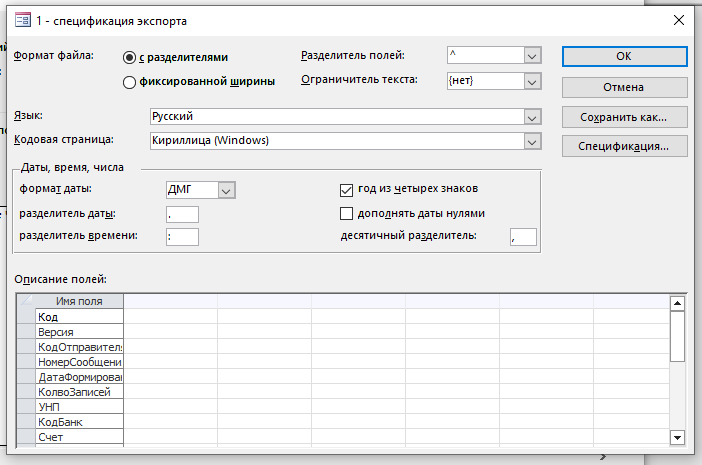 1 - спецификация экспорта
Формат файла:
с разделителями
Разделитель полей:
^
OK
фиксированной ширины
Ограничитель текста:
{нет}
Отмена
Язык:
Русский
Сохранить как...
Кодовая страница:
Кириллица (Windows)
Спецификация...
Даты, время, числа
формат даты:
ДМГ
год из четырех знаков
разделитель даты:
.
дополнять даты нулями
разделитель времени:
:
десятичный разделитель:
,
Описание полей:
Имя поля
Код
Версия
КодОтправителя
НомерСообщени
ДатаФормирован
КолвоЗаписей
УНП
КодБанк
Счет